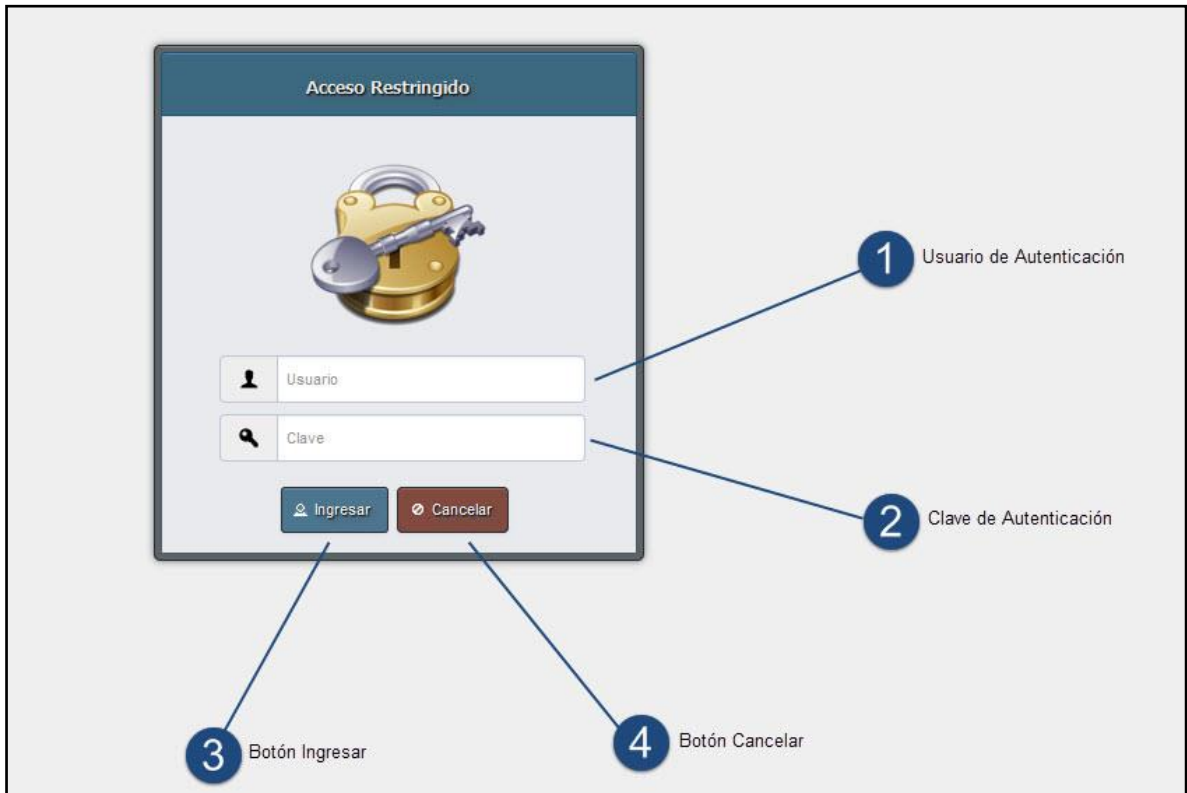 Acceso Restringido
1 Usuario de Autenticación
Usuario
Clave
2 Clave de Autenticación
Ingresar Cancelar
3 Botón Ingresar
4 Botón Cancelar